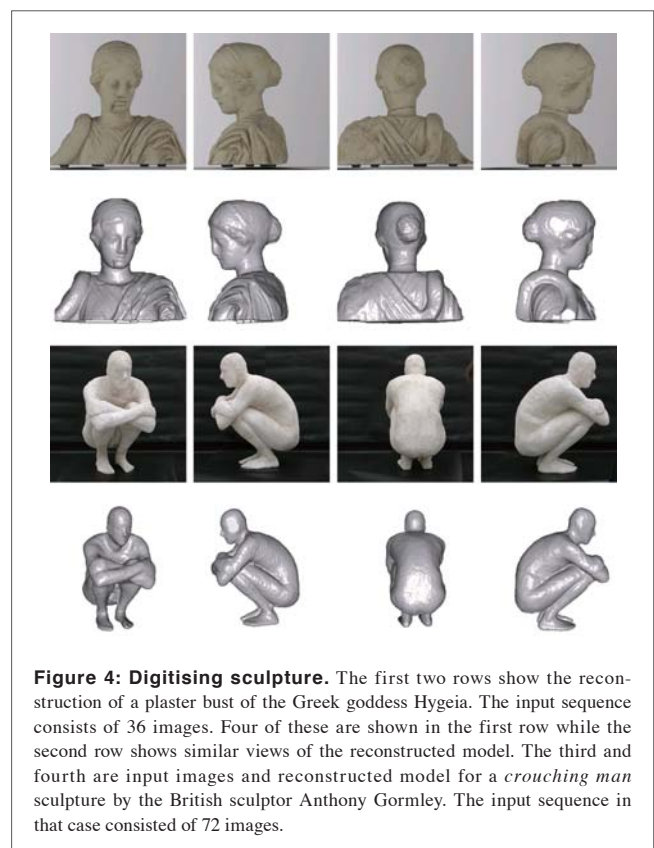 Figure 4: Digitising sculpture. The first two rows show the recon-
struction of a plaster bust of the Greek goddess Hygeia. The input sequence
consists of 36 images. Four of these are shown in the first row while the
second row shows similar views of the reconstructed model. The third and
fourth are input images and reconstructed model for a crouching man
sculpture by the British sculptor Anthony Gormley. The input sequence in
that case consisted of 72 images.